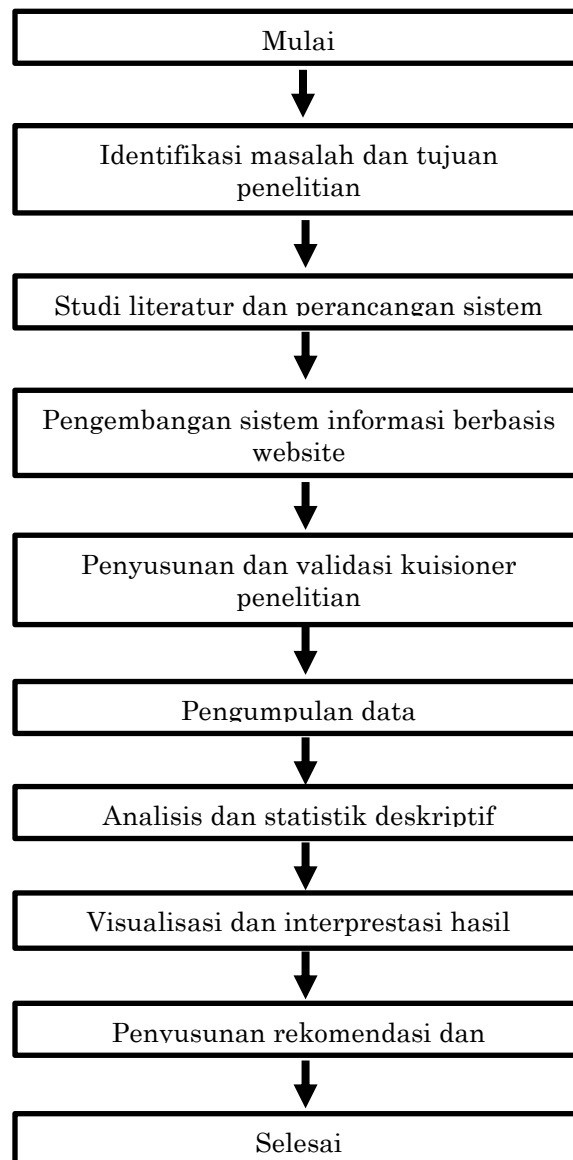 Mulai
Identifikasi masalah dan tujuan
penelitian
Studi literatur dan perancangan sistem
Pengembangan sistem informasi berbasis
website
Penyusunan dan validasi kuisioner
penelitian
Pengumpulan data
Analisis dan statistik deskriptif
Visualisasi dan interprestasi hasil
Penyusunan rekomendasi dan
Selesai